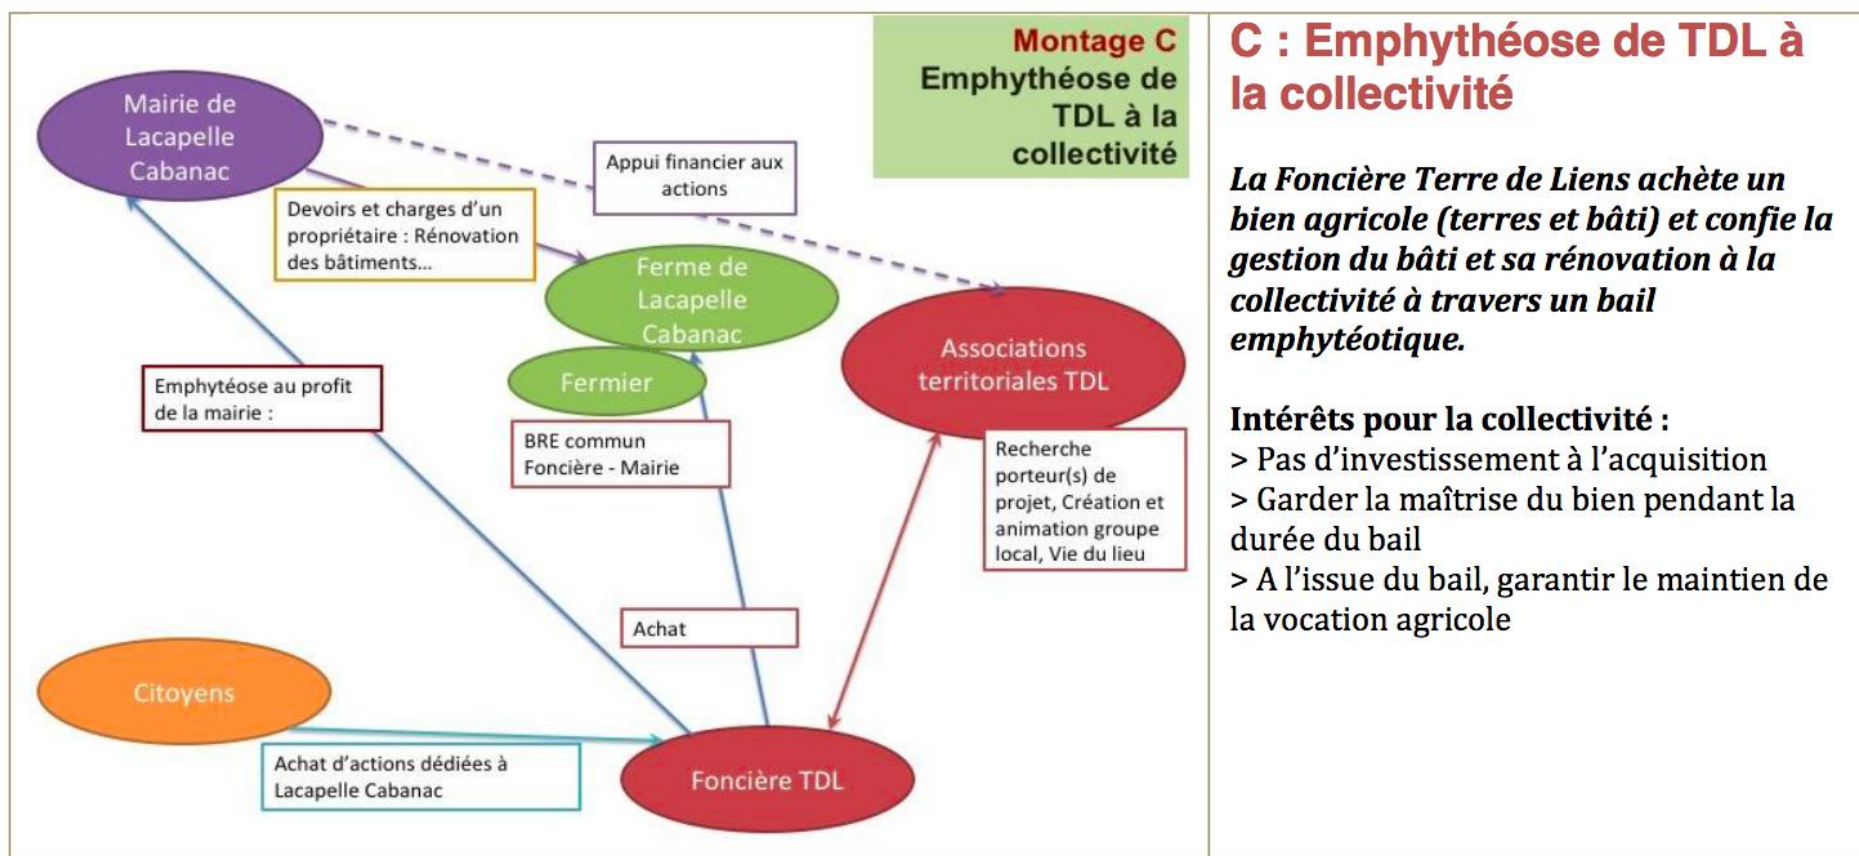 Montage C
Emphythéose de
TDL à la
collectivité
Mairie de
Lacapelle
Cabanac
Appui financier aux
actions
Devoirs et charges d’un
propriétaire : Rénovation
des bâtiments...
Ferme de
Lacapelle
Cabanac
Fermier
Associations
territoriales TDL
Emphytéose au profit
de la mairie :
BRE commun
Foncière - Mairie
Recherche
porteur(s) de
projet, Création et
animation groupe
local, Vie du lieu
Achat
Citoyens
Achat d’actions dédiées à
Lacapelle Cabanac
Foncière TDL
C : Emphythéose de TDL à
la collectivité
La Foncière Terre de Liens achète un
bien agricole (terres et bâti) et confie la
gestion du bâti et sa rénovation à la
collectivité à travers un bail
emphytéotique.
Intérêts pour la collectivité :
> Pas d’investissement à l’acquisition
> Garder la maîtrise du bien pendant la
durée du bail
> A l’issue du bail, garantir le maintien de
la vocation agricole